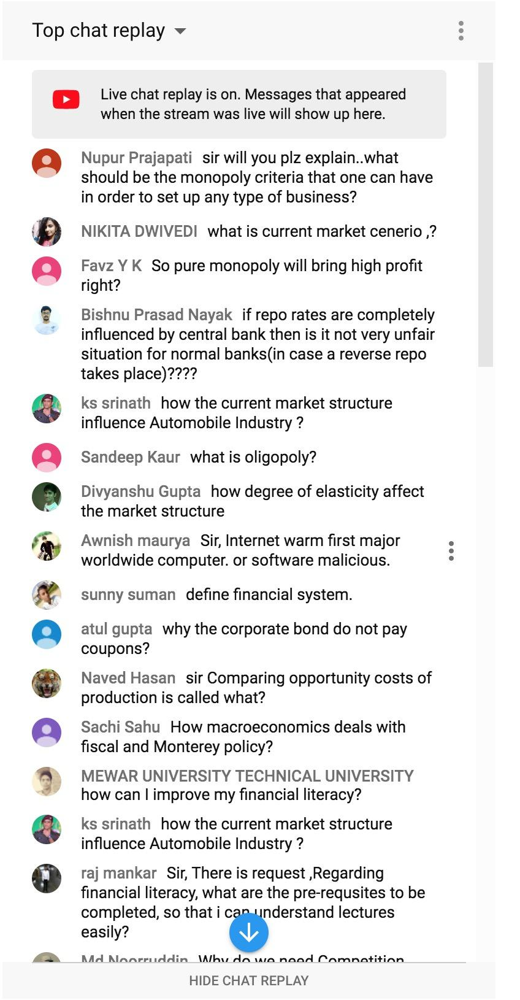 Top chat replay
Live chat replay is on. Messages that appeared
when the stream was live will show up here.
Nupur Prajapati sir will you plz explain..what
should be the monopoly criteria that one can have
in order to set up any type of business?
NIKITA DWIVEDI what is current market cenerio ,?
Favz Y K So pure monopoly will bring high profit
right?
Bishnu Prasad Nayak if repo rates are completely
influenced by central bank then is it not very unfair
situation for normal banks(in case a reverse repo
takes place)????
ks srinath how the current market structure
influence Automobile Industry ?
Sandeep Kaur what is oligopoly?
Divyanshu Gupta how degree of elasticity affect
the market structure
Awnish maurya Sir, Internet warm first major
worldwide computer. or software malicious.
sunny suman define financial system.
atul gupta why the corporate bond do not pay
coupons?
Naved Hasan sir Comparing opportunity costs of
production is called what?
Sachi Sahu How macroeconomics deals with
fiscal and Monterey policy?
MEWAR UNIVERSITY TECHNICAL UNIVERSITY
how can I improve my financial literacy?
ks srinath how the current market structure
influence Automobile Industry ?
raj mankar Sir, There is request ,Regarding
financial literacy, what are the pre-requsites to be
completed, so that i can understand lectures
easily?
Md Noorruddin Why do we need Competition
HIDE CHAT REPLAY